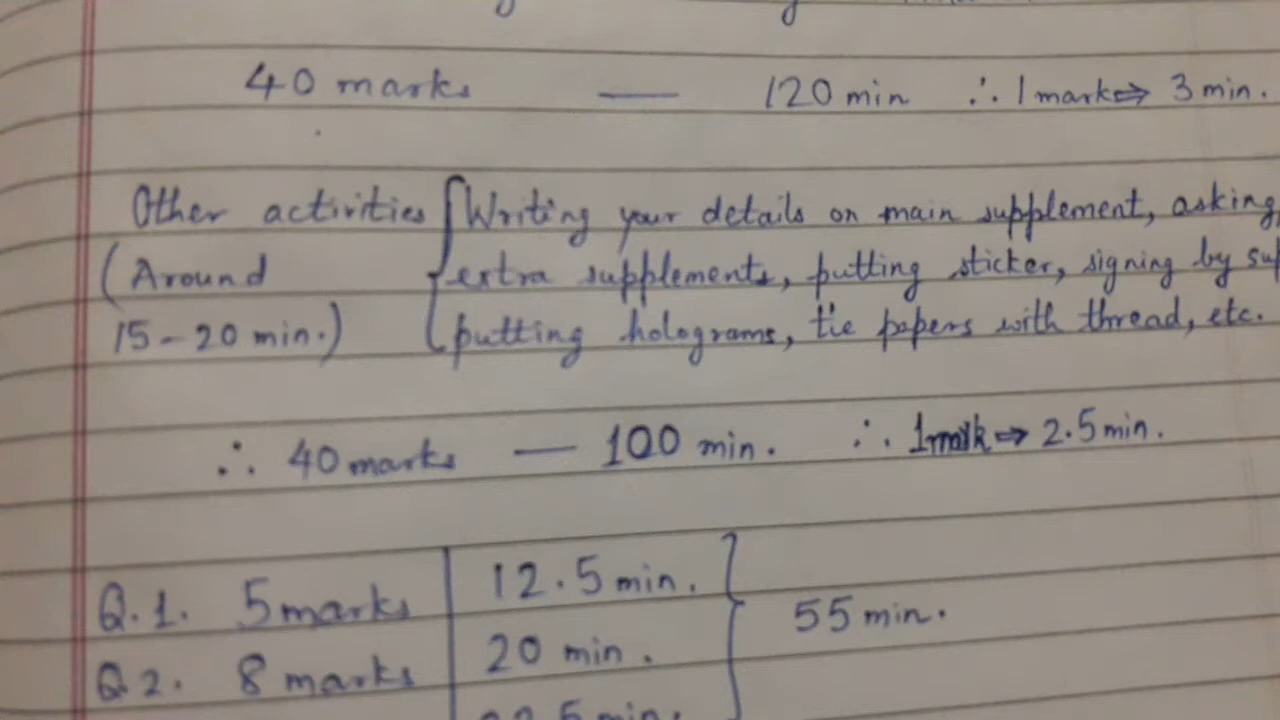 40 marks — 120 min ∴ 1 mark ⇒ 3 min.
Other activities { Writing your details on main supplement, asking
(Around extra supplements, putting sticker, signing by
15-20 min.) putting holograms, tie papers with thread, etc.
∴ 40 marks — 100 min. ∴ 1 mark ⇒ 2.5 min.
Q.1. 5 marks 12.5 min. } 55 min.
Q2. 8 marks 20 min.